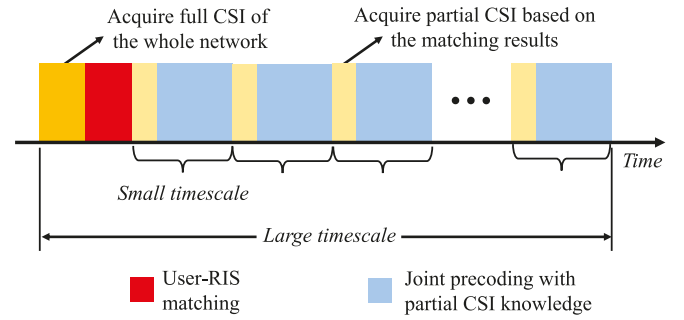 Acquire full CSI of
the whole network
Acquire partial CSI based on
the matching results
Time
Small timescale
Large timescale
User-RIS
matching
Joint precoding with
partial CSI knowledge